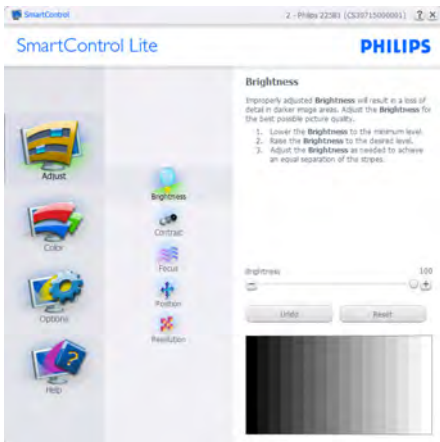 SmartControl
2 - Philips 225B1 (CS30715000001)
SmartControl Lite
PHILIPS
Adjust
Color
Options
Help
Brightness
Contrast
Focus
Position
Resolution
Brightness
Improperly adjusted Brightness will result in a loss of
detail in darker image areas. Adjust the Brightness for
the best possible picture quality.
1. Lower the Brightness to the minimum level.
2. Raise the Brightness to the desired level.
3. Adjust the Brightness as needed to achieve
an equal separation of the stripes.
Brightness 100
Undo Reset